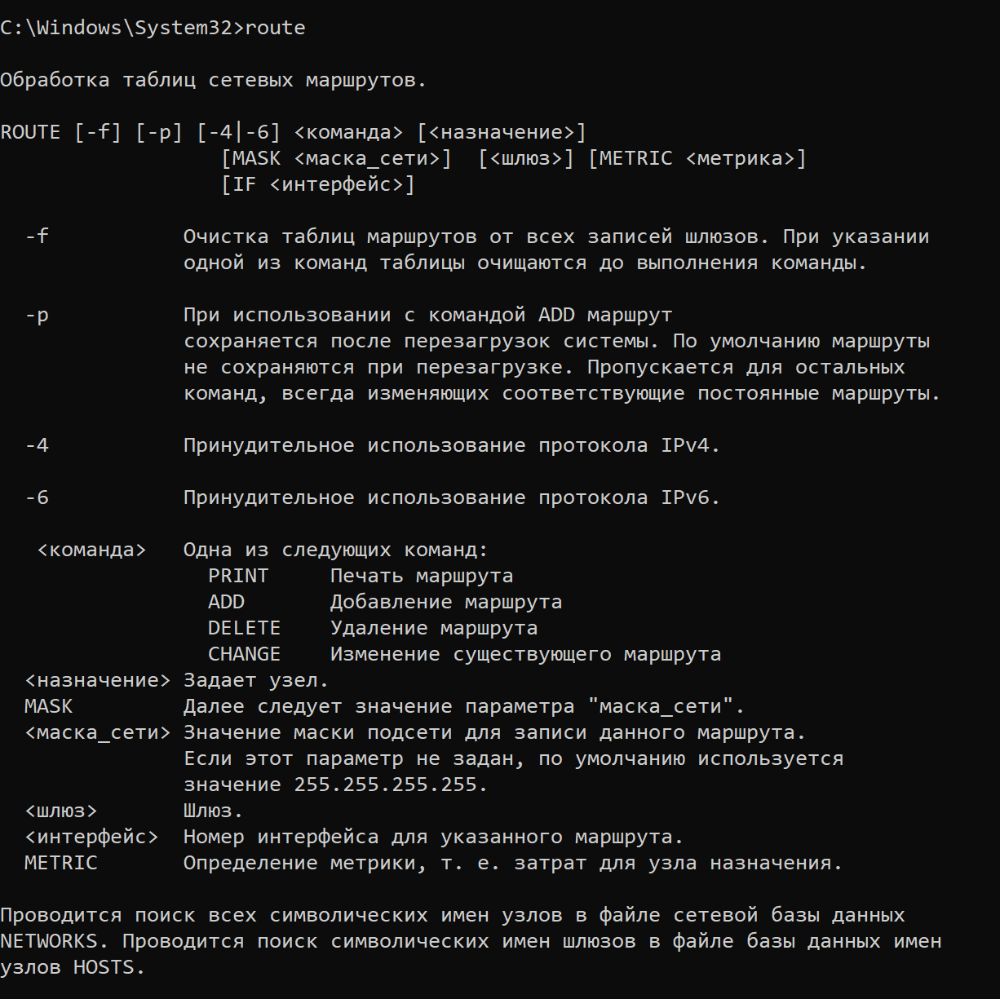 C:\Windows\System32>route
Обработка таблиц сетевых маршрутов.
ROUTE [-f] [-p] [-4|-6] <команда> [<назначение>]
[MASK <маска_сети>]  [<шлюз>] [METRIC <метрика>]
[IF <интерфейс>]
-f Очистка таблиц маршрутов от всех записей шлюзов. При указании
одной из команд таблицы очищаются до выполнения команды.
-p При использовании с командой ADD маршрут
сохраняется после перезагрузок системы. По умолчанию маршруты
не сохраняются при перезагрузке. Пропускается для остальных
команд, всегда изменяющих соответствующие постоянные маршруты.
-4 Принудительное использование протокола IPv4.
-6 Принудительное использование протокола IPv6.
<команда> Одна из следующих команд:
PRINT Печать маршрута
ADD Добавление маршрута
DELETE Удаление маршрута
CHANGE Изменение существующего маршрута
<назначение> Задает узел.
MASK Далее следует значение параметра "маска_сети".
<маска_сети> Значение маски подсети для записи данного маршрута.
Если этот параметр не задан, по умолчанию используется
значение 255.255.255.255.
<шлюз> Шлюз.
<интерфейс> Номер интерфейса для указанного маршрута.
METRIC Определение метрики, т. е. затрат для узла назначения.
Проводится поиск всех символических имен узлов в файле сетевой базы данных
NETWORKS. Проводится поиск символических имен шлюзов в файле базы данных имен
узлов HOSTS.